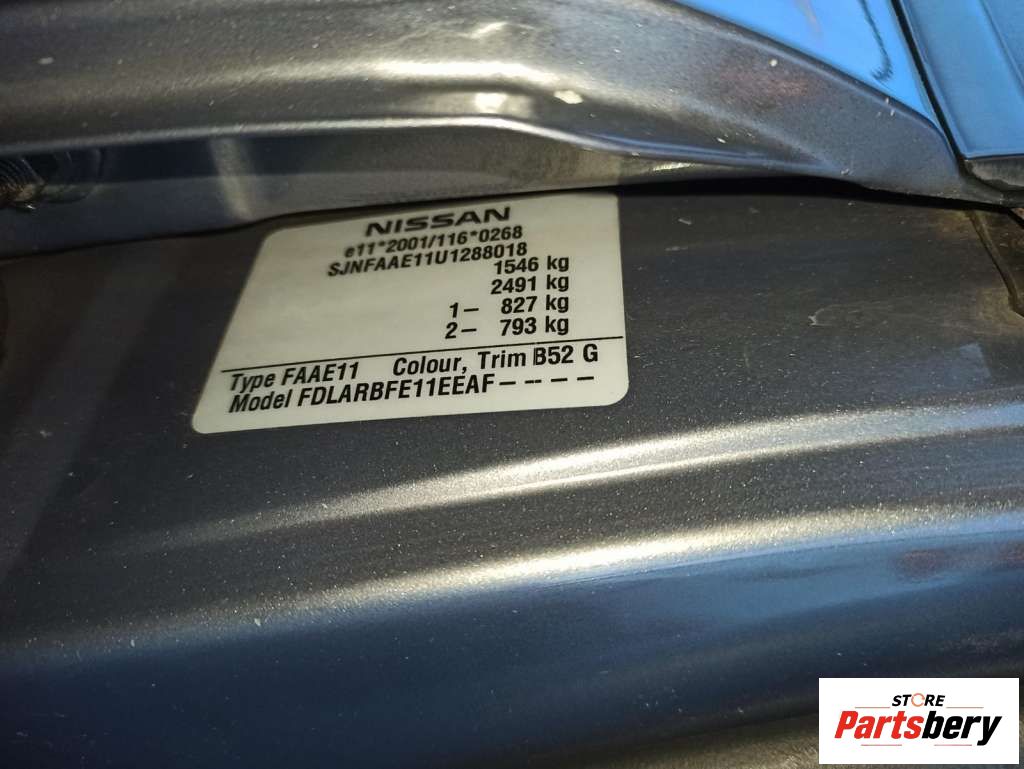 NISSAN
e11*2001/116*0268
SJNFAAE11U1288018
1546 kg
2491 kg
1– 827 kg
2– 793 kg
Type FAAE11 Colour, Trim B52 G
Model FDLARBFE11EEAF– -- – –
STORE
Partsbery